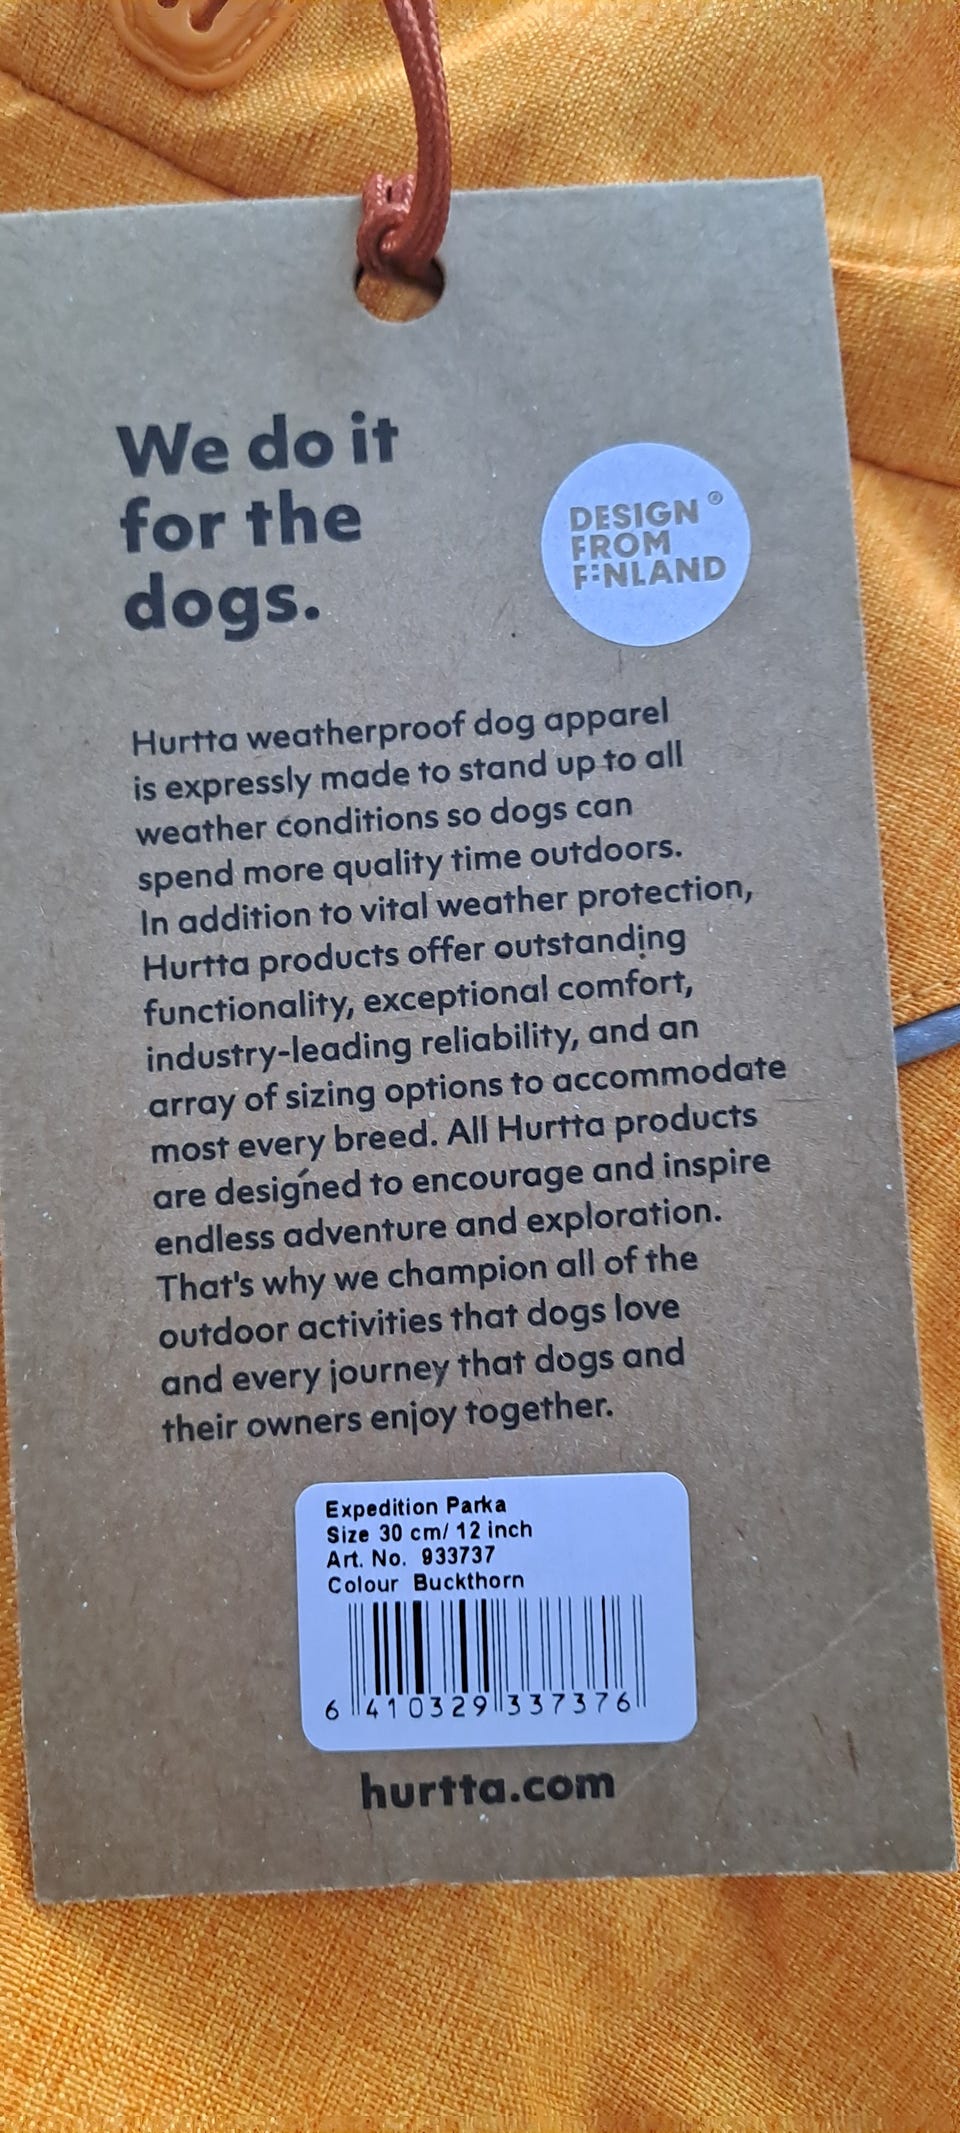 We do it
for the
dogs.
DESIGN ®
FROM
FINLAND
Hurtta weatherproof dog apparel
is expressly made to stand up to all
weather conditions so dogs can
spend more quality time outdoors.
In addition to vital weather protection,
Hurtta products offer outstanding
functionality, exceptional comfort,
industry-leading reliability, and an
array of sizing options to accommodate
most every breed. All Hurtta products
are designed to encourage and inspire
endless adventure and exploration.
That's why we champion all of the
outdoor activities that dogs love
and every journey that dogs and
their owners enjoy together.
Expedition Parka
Size 30 cm/ 12 inch
Art. No. 933737
Colour Buckthorn
6 410329 337376
hurtta.com